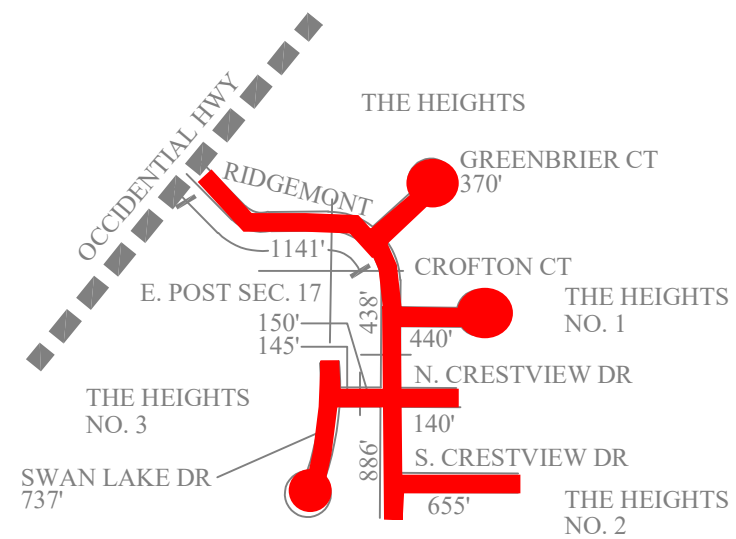 THE HEIGHTS
OCCIDENTIAL HWY
RIDGEMONT
GREENBRIER CT
370'
1141'
CROFTON CT
E. POST SEC. 17
438'
THE HEIGHTS
NO. 1
150'
440'
145'
N. CRESTVIEW DR
THE HEIGHTS
NO. 3
140'
886'
S. CRESTVIEW DR
SWAN LAKE DR
737'
655'
THE HEIGHTS
NO. 2